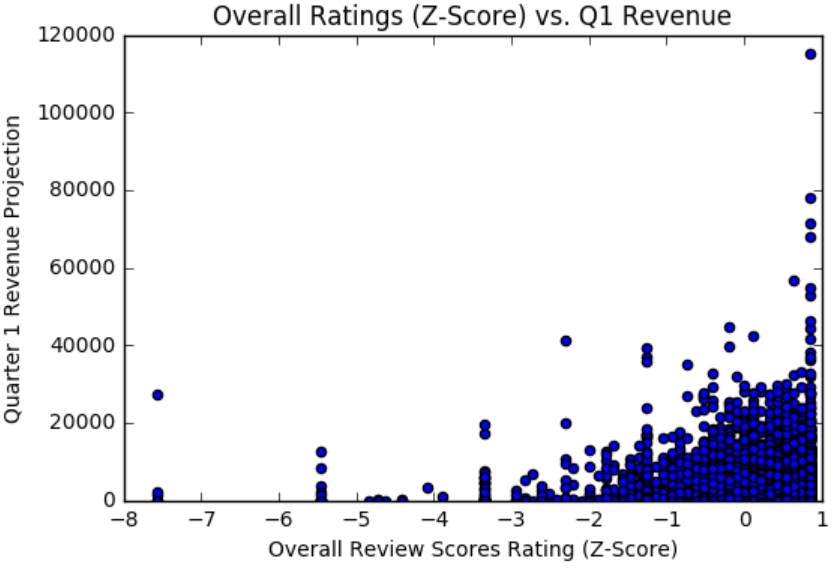 Overall Ratings (Z-Score) vs. Q1 Revenue
120000
100000
80000
60000
40000
20000
0
Quarter 1 Revenue Projection
−8 −7 −6 −5 −4 −3 −2 −1 0 1
Overall Review Scores Rating (Z-Score)